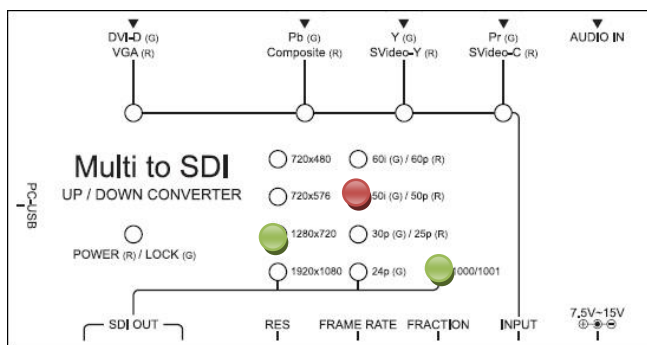 DVI-D (G)
VGA (R)
Pb (G)
Composite (R)
Y (G)
SVideo-Y (R)
Pr (G)
SVideo-C (R)
AUDIO IN
Multi to SDI
UP / DOWN CONVERTER
PC-USB
POWER (R) / LOCK (G)
720x480
60i (G) / 60p (R)
720x576
50i (G) / 50p (R)
1280x720
30p (G) / 25p (R)
1920x1080
24p (G)
1000/1001
SDI OUT
RES
FRAME RATE
FRACTION
INPUT
7.5V~15V